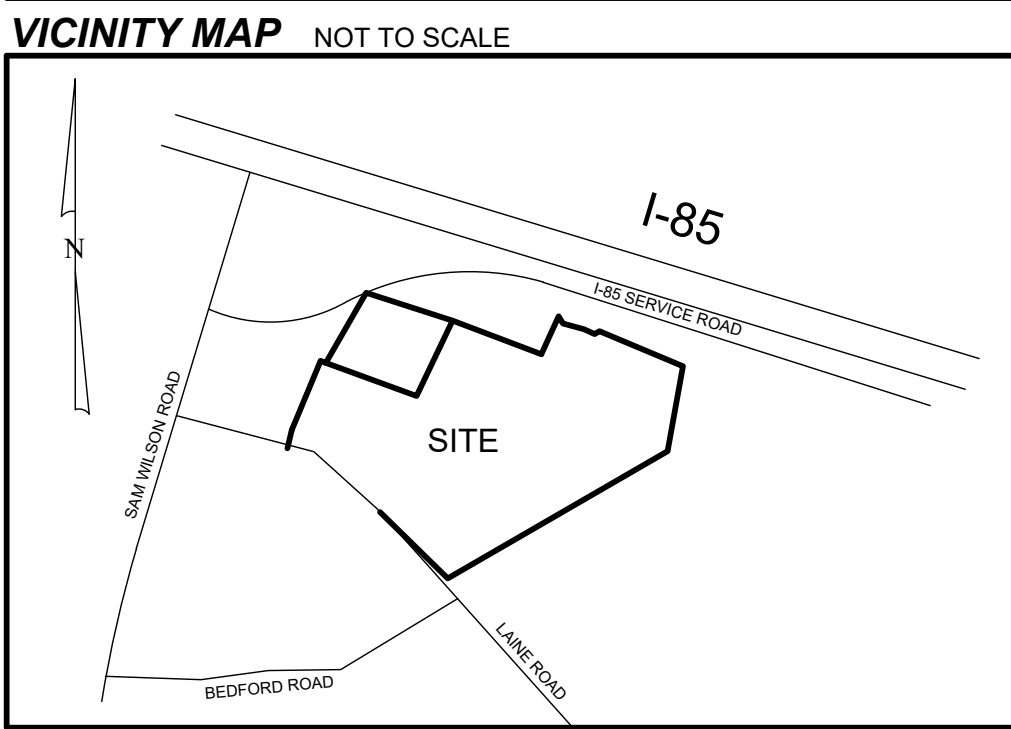 VICINITY MAP NOT TO SCALE
I-85
N
I-85 SERVICE ROAD
SAM WILSON ROAD
SITE
LAINE ROAD
BEDFORD ROAD